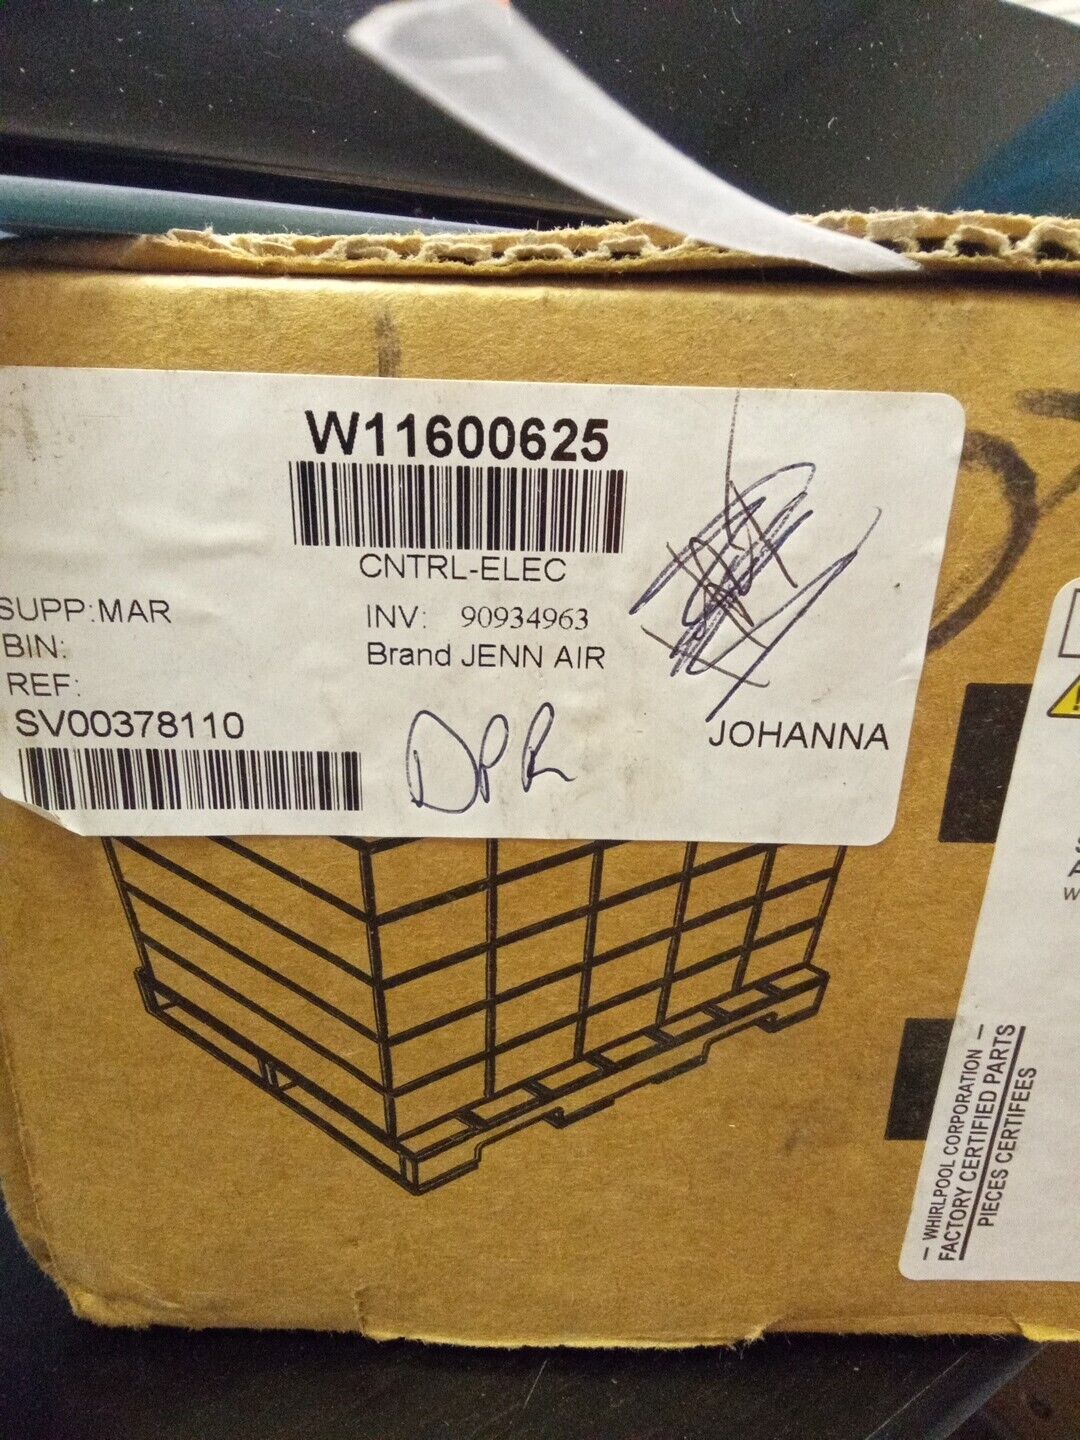 W11600625
CNTRL-ELEC
SUPP:MAR
INV: 90934963
BIN:
Brand JENN AIR
REF:
SV00378110
JOHANNA
DPR
– WHIRLPOOL CORPORATION –
FACTORY CERTIFIED PARTS
PIECES CERTIFEES